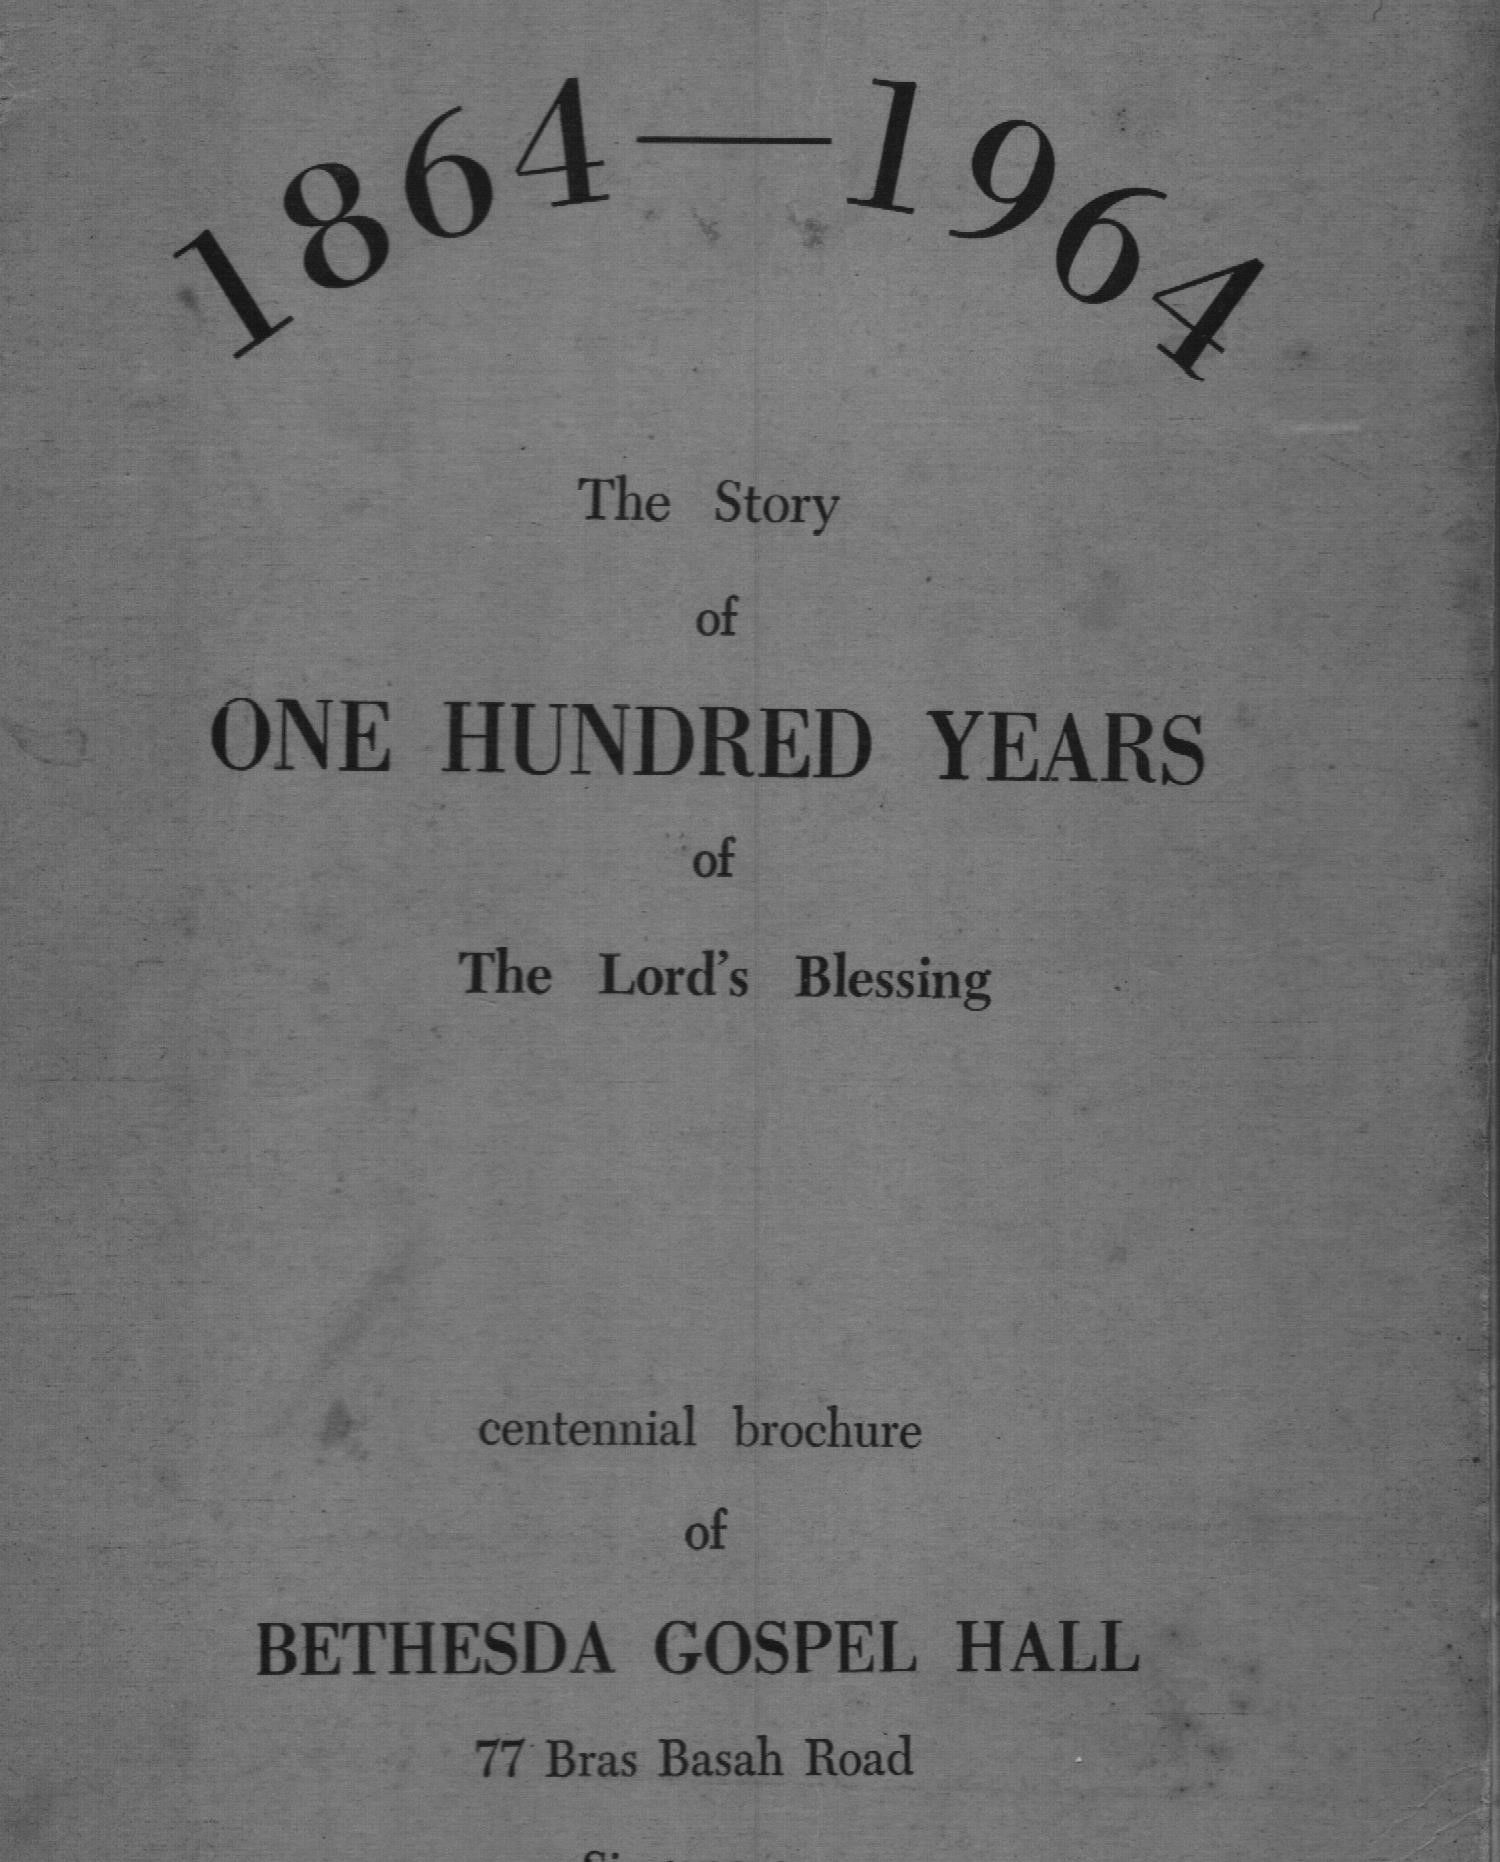 1864—1964
The Story
of
ONE HUNDRED YEARS
of
The Lord's Blessing
centennial brochure
of
BETHESDA GOSPEL HALL
77 Bras Basah Road